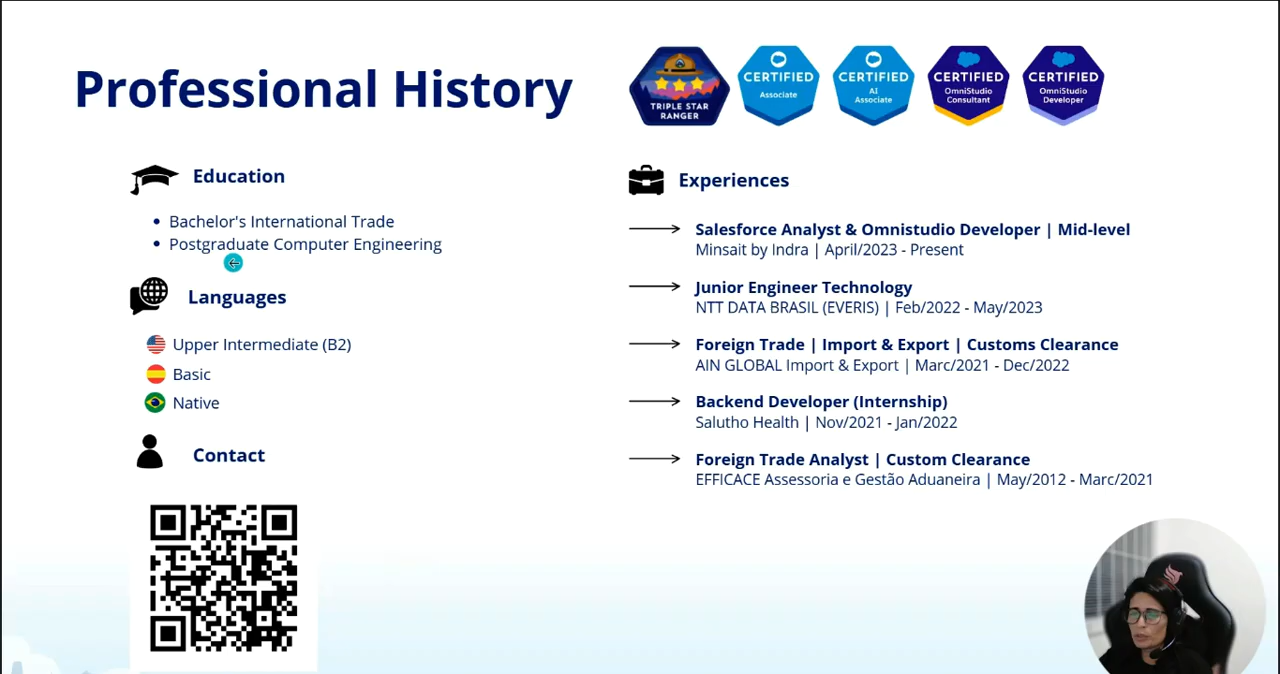 Professional History
TRIPLE STAR
RANGER
CERTIFIED
Associate
CERTIFIED
AI
Associate
CERTIFIED
OmniStudio
Consultant
CERTIFIED
OmniStudio
Developer
Education
• Bachelor's International Trade
• Postgraduate Computer Engineering
Languages
Upper Intermediate (B2)
Basic
Native
Contact
Experiences
Salesforce Analyst & Omnistudio Developer | Mid-level
Minsait by Indra | April/2023 - Present
Junior Engineer Technology
NTT DATA BRASIL (EVERIS) | Feb/2022 - May/2023
Foreign Trade | Import & Export | Customs Clearance
AIN GLOBAL Import & Export | Marc/2021 - Dec/2022
Backend Developer (Internship)
Salutho Health | Nov/2021 - Jan/2022
Foreign Trade Analyst | Custom Clearance
EFFICACE Assessoria e Gestão Aduaneira | May/2012 - Marc/2021